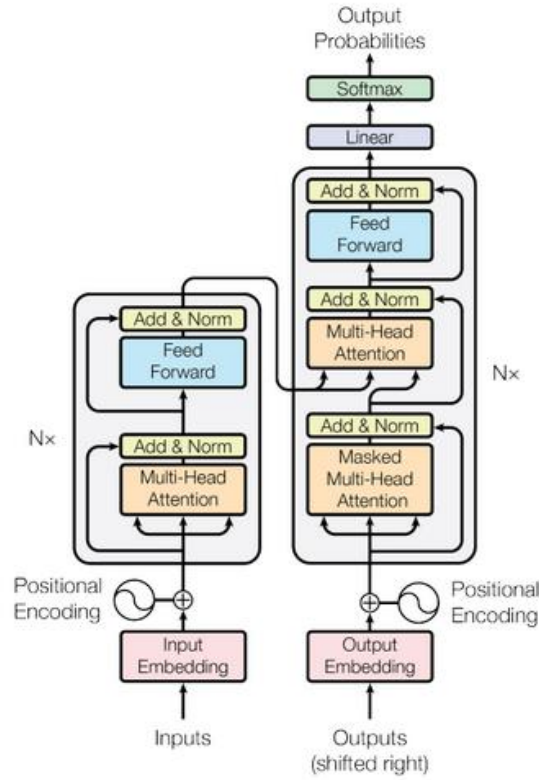 Output
Probabilities
Softmax
Linear
Add & Norm
Feed
Forward
Add & Norm
Multi-Head
Attention
Add & Norm
Masked
Multi-Head
Attention
Nx
Add & Norm
Feed
Forward
Add & Norm
Multi-Head
Attention
Nx
Positional
Encoding
Input
Embedding
Inputs
Positional
Encoding
Output
Embedding
Outputs
(shifted right)